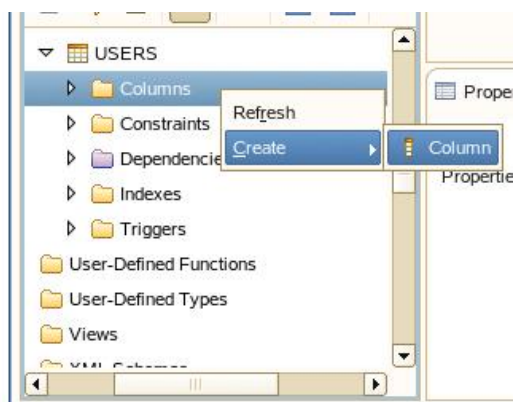 USERS
Columns
Constraints
Dependencie
Indexes
Triggers
User-Defined Functions
User-Defined Types
Views
Refresh
Create
Column
Prope
Propertie